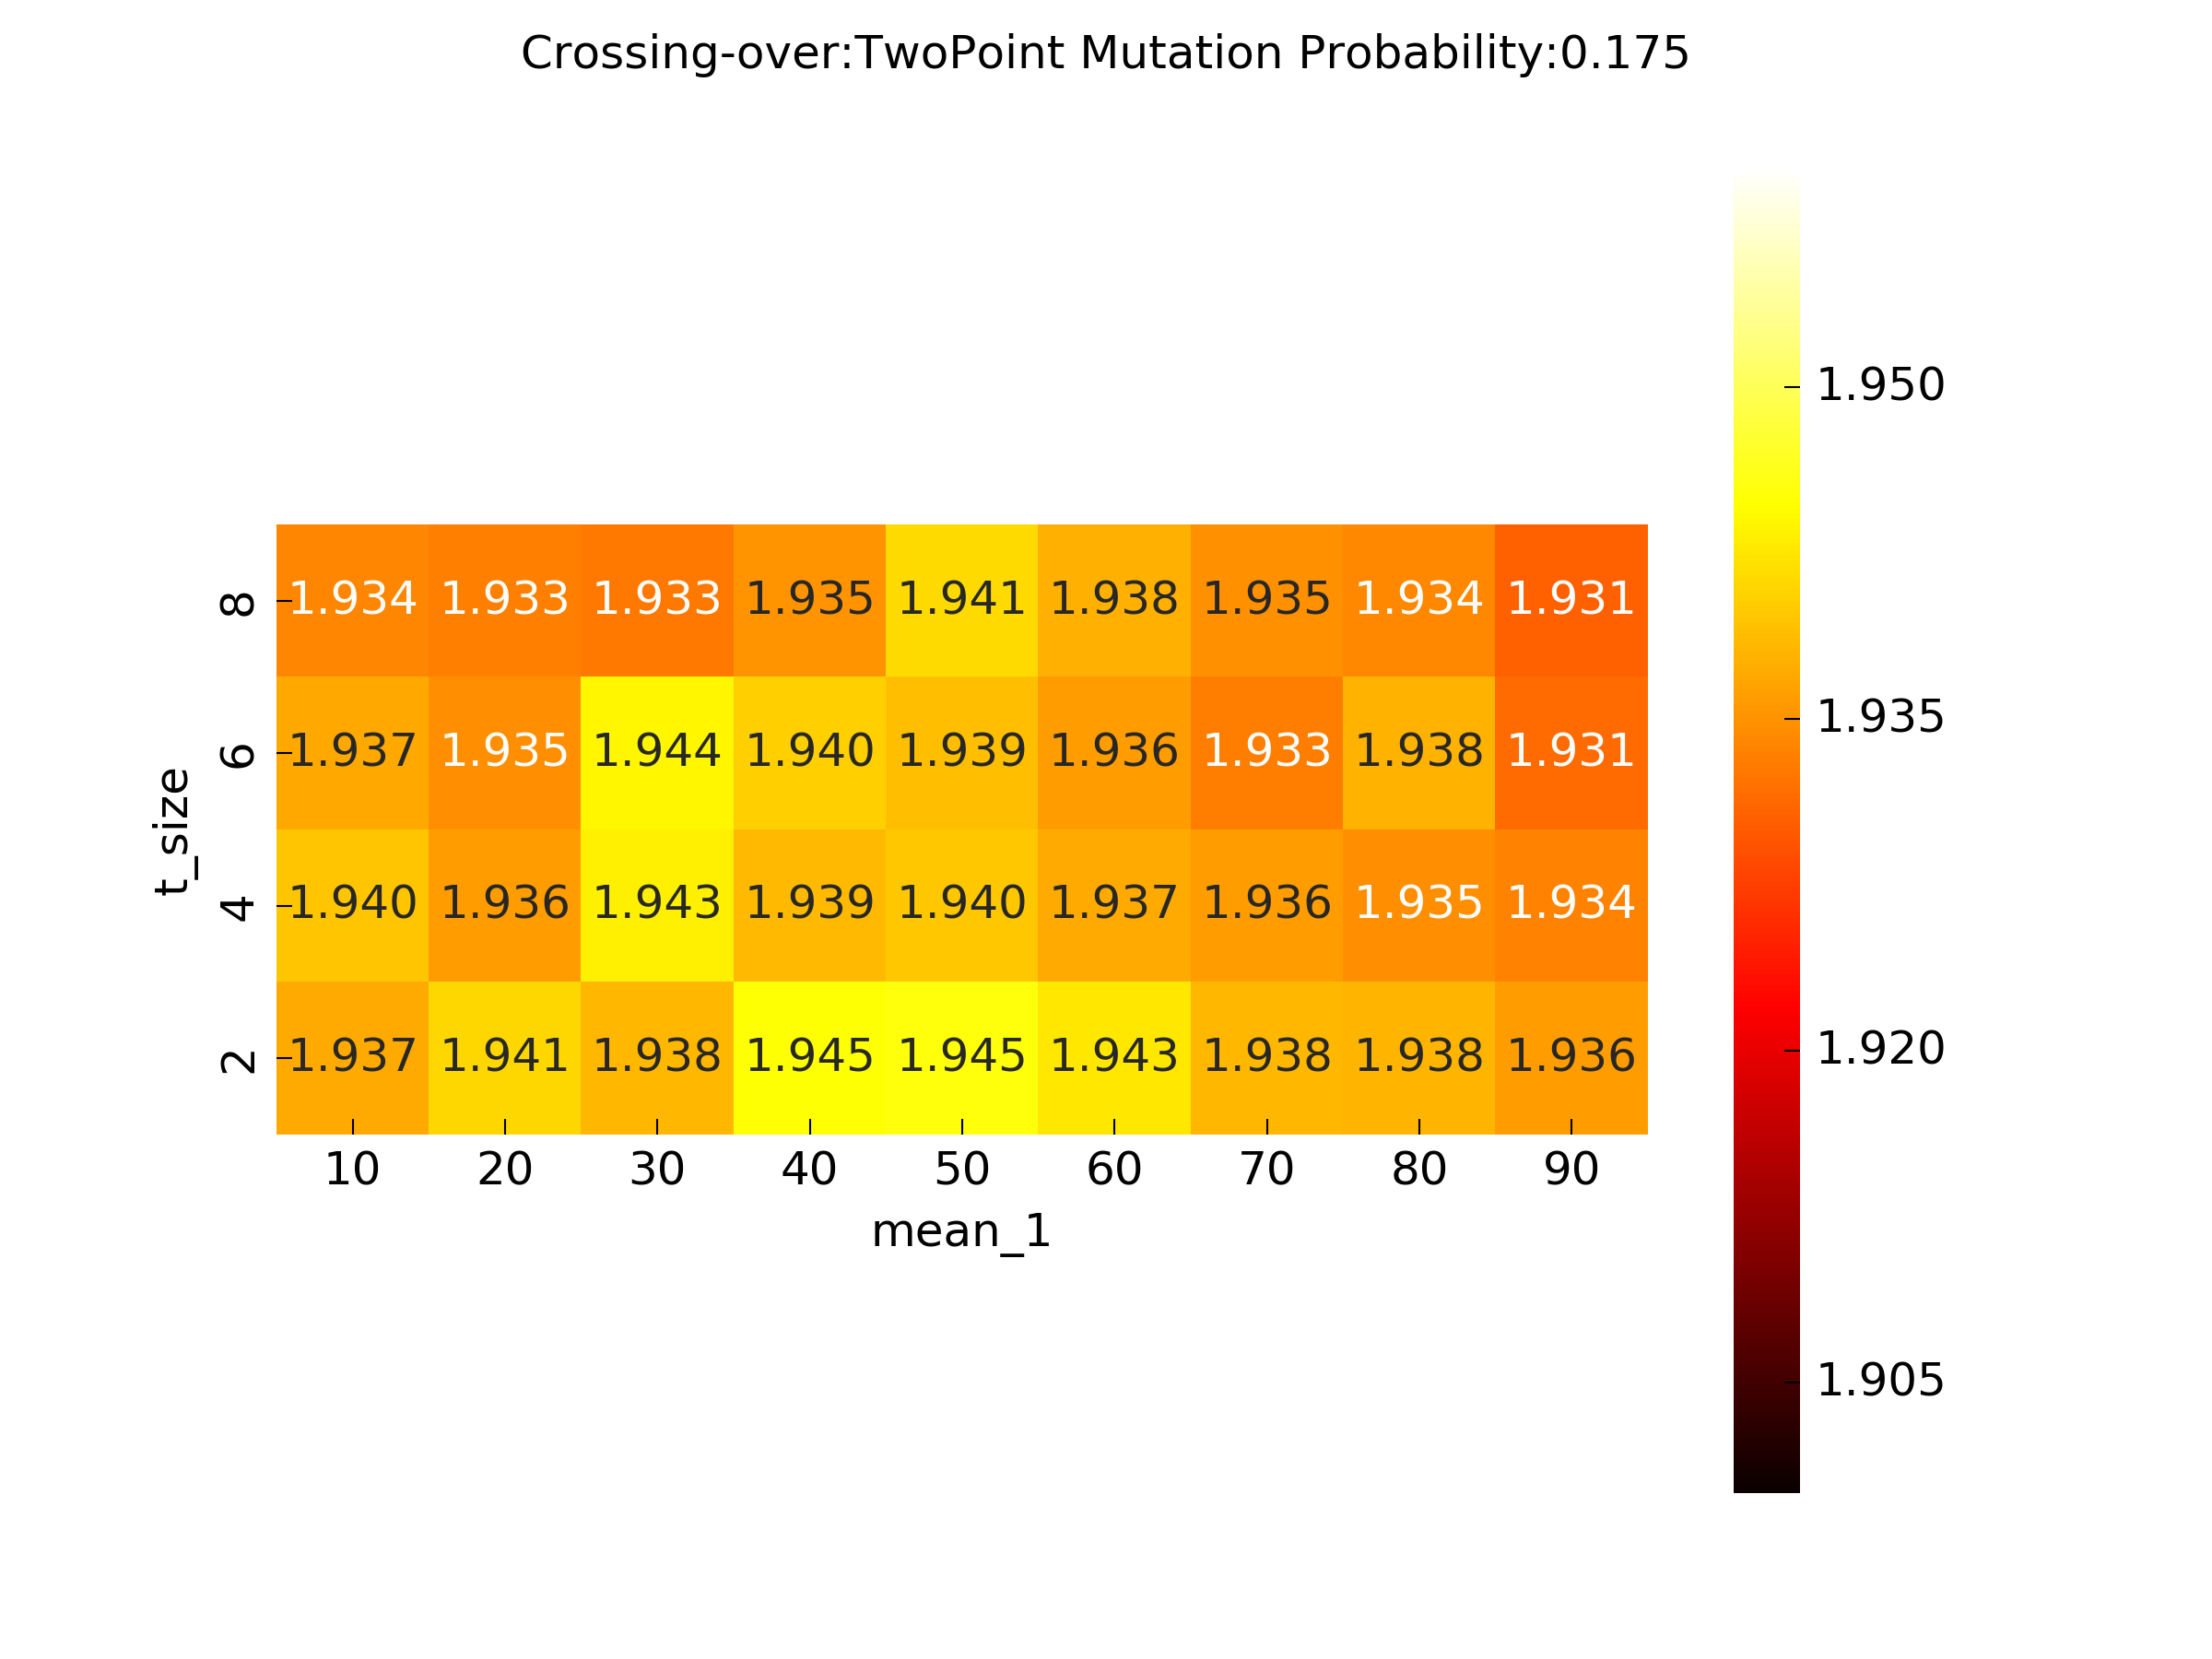 Crossing-over:TwoPoint Mutation Probability:0.175
t_size
8 1.934 1.933 1.933 1.935 1.941 1.938 1.935 1.934 1.931
6 1.937 1.935 1.944 1.940 1.939 1.936 1.933 1.938 1.931
4 1.940 1.936 1.943 1.939 1.940 1.937 1.936 1.935 1.934
2 1.937 1.941 1.938 1.945 1.945 1.943 1.938 1.938 1.936
10 20 30 40 50 60 70 80 90
mean_1
1.950
1.935
1.920
1.905